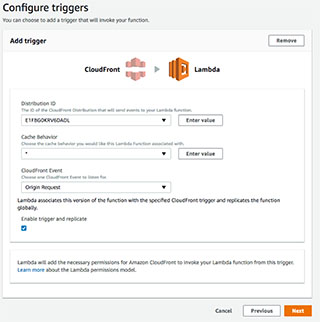 Configure triggers
You can choose to add a trigger that will invoke your function.
Add trigger
Remove
CloudFront
Lambda
Distribution ID
The ID of the CloudFront Distribution that will send events to your Lambda function.
Enter value
Cache Behavior
Choose the cache behavior you would like this Lambda Function associated with.
*
Enter value
CloudFront Event
Choose one CloudFront Event to listen for.
Origin Request
Lambda associates this version of the function with the specified CloudFront trigger and replicates the function
globally.
Enable trigger and replicate
Lambda will add the necessary permissions for Amazon CloudFront to invoke your Lambda function from this trigger.
Learn more about the Lambda permissions model.
Cancel
Previous
Next